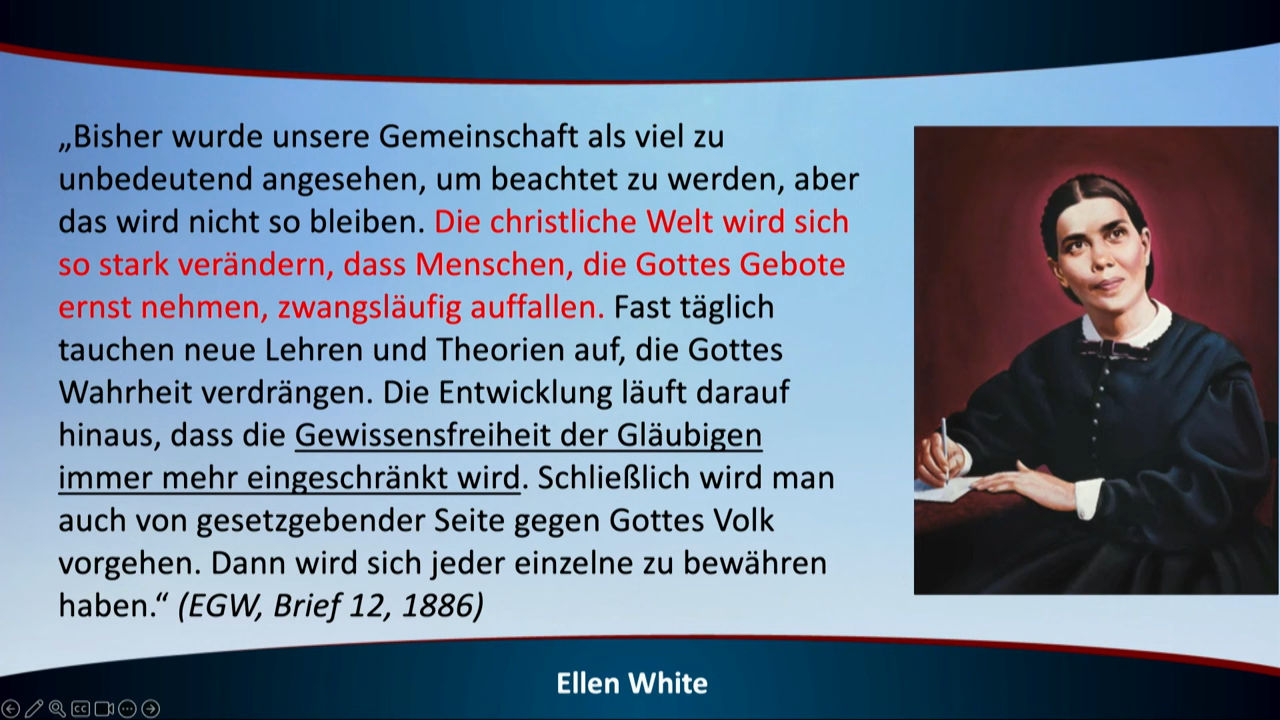 „Bisher wurde unsere Gemeinschaft als viel zu
unbedeutend angesehen, um beachtet zu werden, aber
das wird nicht so bleiben. Die christliche Welt wird sich
so stark verändern, dass Menschen, die Gottes Gebote
ernst nehmen, zwangsläufig auffallen. Fast täglich
tauchen neue Lehren und Theorien auf, die Gottes
Wahrheit verdrängen. Die Entwicklung läuft darauf
hinaus, dass die Gewissensfreiheit der Gläubigen
immer mehr eingeschränkt wird. Schließlich wird man
auch von gesetzgebender Seite gegen Gottes Volk
vorgehen. Dann wird sich jeder einzelne zu bewähren
haben.“ (EGW, Brief 12, 1886)
Ellen White
CC